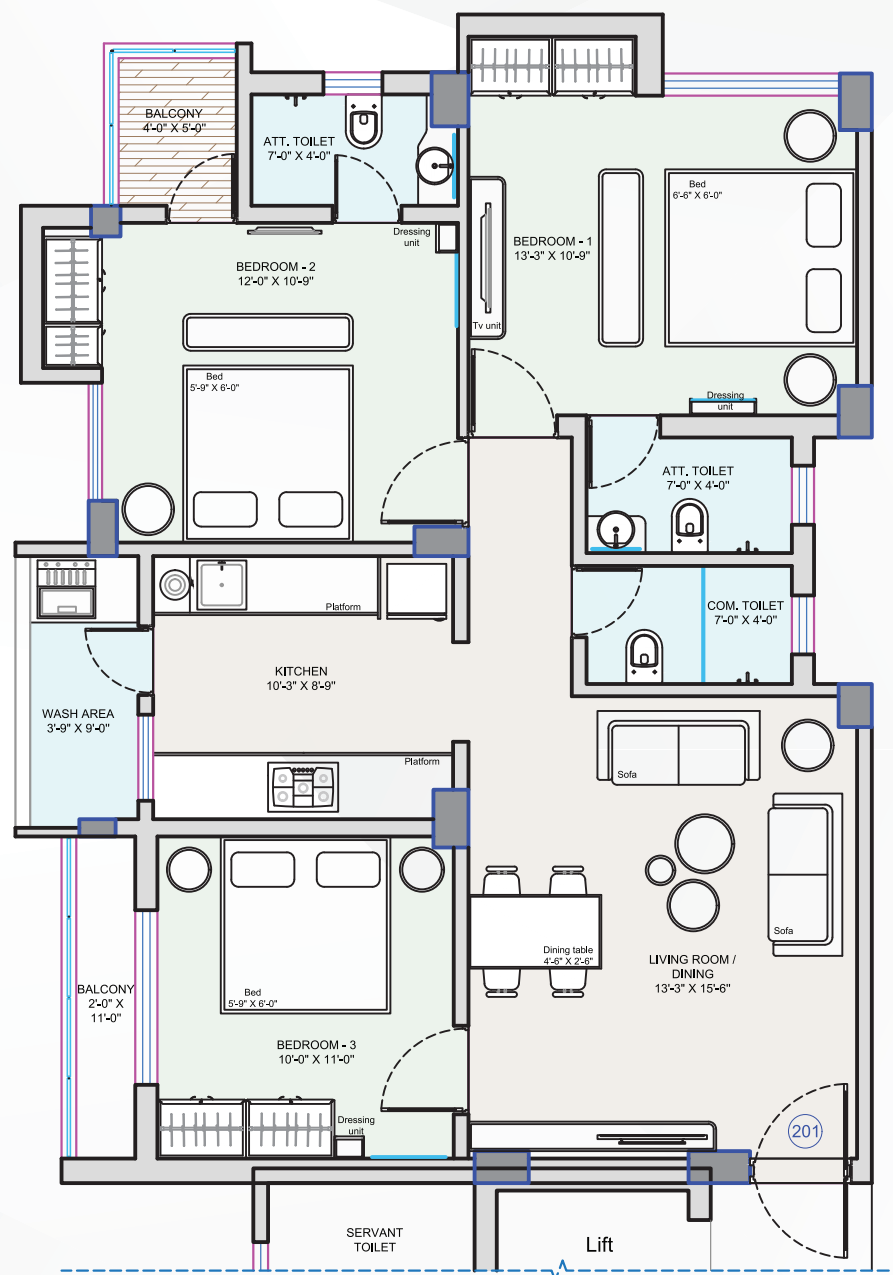 BALCONY
4'-0" X 5'-0"
ATT. TOILET
7'-0" X 4'-0"
Bed
6'-6" X 6'-0"
Dressing
unit
BEDROOM - 1
13'-3" X 10'-9"
BEDROOM - 2
12'-0" X 10'-9"
Tv unit
Bed
5'-9" X 6'-0"
Dressing
unit
ATT. TOILET
7'-0" X 4'-0"
Platform
COM. TOILET
7'-0" X 4'-0"
KITCHEN
10'-3" X 8'-9"
WASH AREA
3'-9" X 9'-0"
Platform
Sofa
Sofa
Dining table
4'-6" X 2'-6"
LIVING ROOM /
DINING
13'-3" X 15'-6"
BALCONY
2'-0" X
11'-0"
Bed
5'-9" X 6'-0"
BEDROOM - 3
10'-0" X 11'-0"
Dressing
unit
201
SERVANT
TOILET
Lift